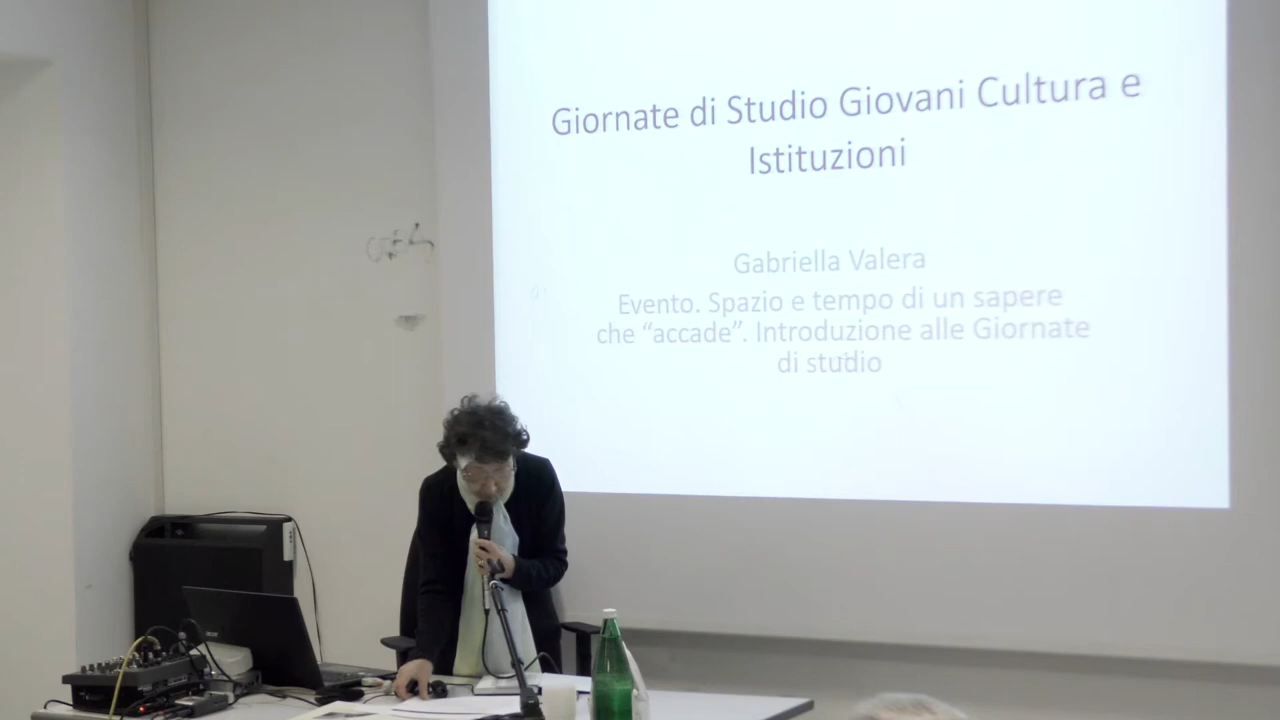 Giornate di Studio Giovani Cultura e
Istituzioni
Gabriella Valera
Evento. Spazio e tempo di un sapere
che “accade”. Introduzione alle Giornate
di studio